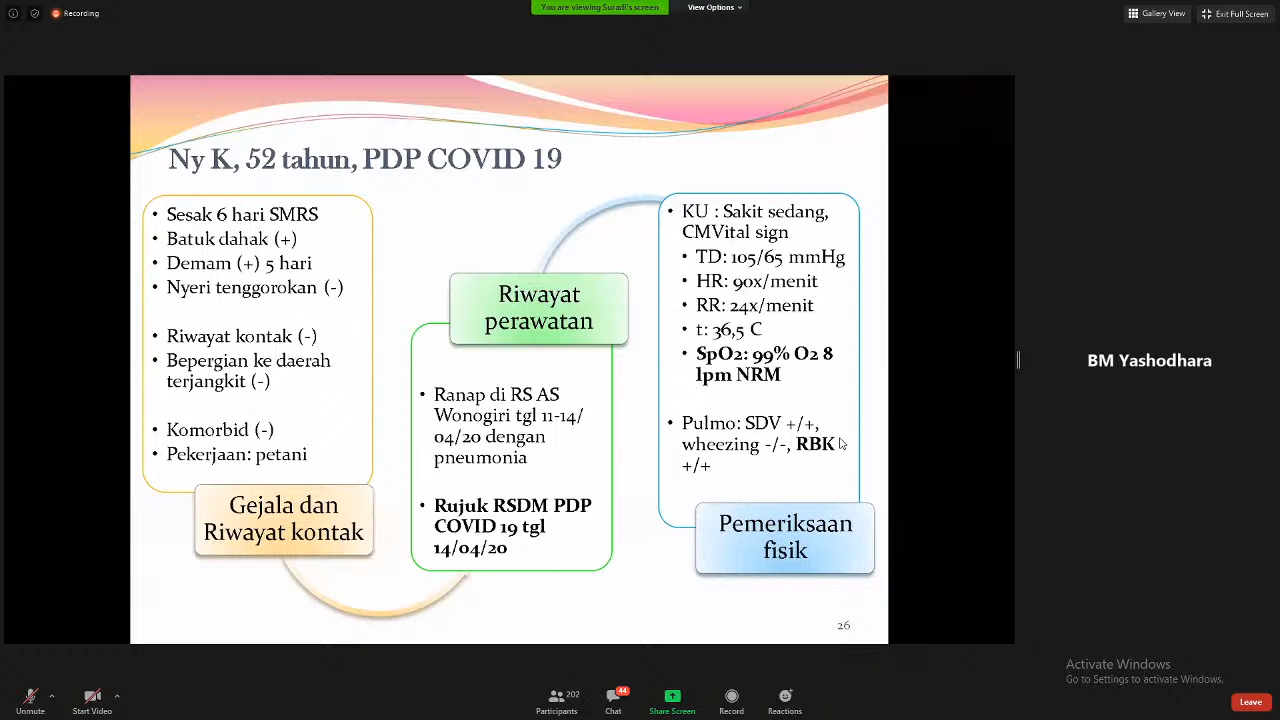 Recording
You are viewing Suradi's screen
View Options
Gallery View
Exit Full Screen
Ny K, 52 tahun, PDP COVID 19
• Sesak 6 hari SMRS
• Batuk dahak (+)
• Demam (+) 5 hari
• Nyeri tenggorokan (-)
• Riwayat kontak (-)
• Bepergian ke daerah
terjangkit (-)
• Komorbid (-)
• Pekerjaan: petani
Gejala dan
Riwayat kontak
Riwayat
perawatan
• Ranap di RS AS
Wonogiri tgl 11-14/
04/20 dengan
pneumonia
• Rujuk RSDM PDP
COVID 19 tgl
14/04/20
• KU : Sakit sedang,
CMVital sign
• TD: 105/65 mmHg
• HR: 90x/menit
• RR: 24x/menit
• t: 36,5 C
• SpO2: 99% O2 8
lpm NRM
• Pulmo: SDV +/+,
wheezing -/-, RBK
+/+
Pemeriksaan
fisik
26
BM Yashodhara
Activate Windows
Go to Settings to activate Windows.
Unmute
Start Video
202
Participants
44
Chat
Share Screen
Record
Reactions
Leave